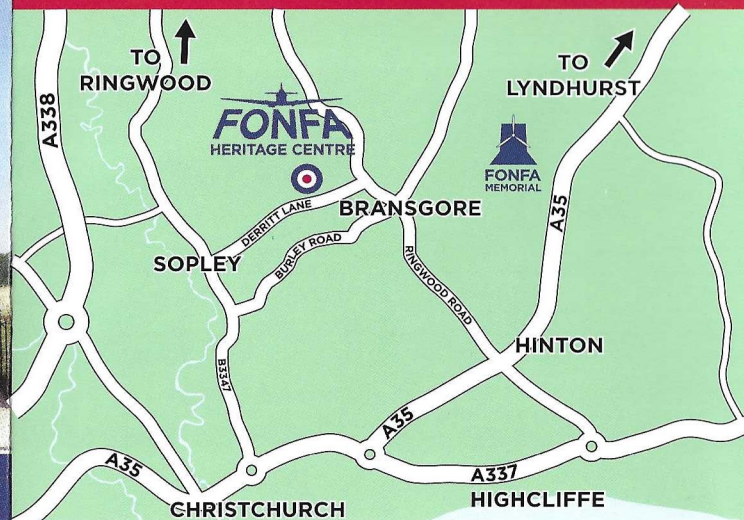 TO
RINGWOOD
TO
LYNDHURST
A338
FONFA
HERITAGE CENTRE
FONFA
MEMORIAL
DERRITT LANE
BRANSGORE
A35
SOPLEY
BURLEY ROAD
RINGWOOD ROAD
HINTON
B3347
A35
A35
A337
CHRISTCHURCH
HIGHCLIFFE